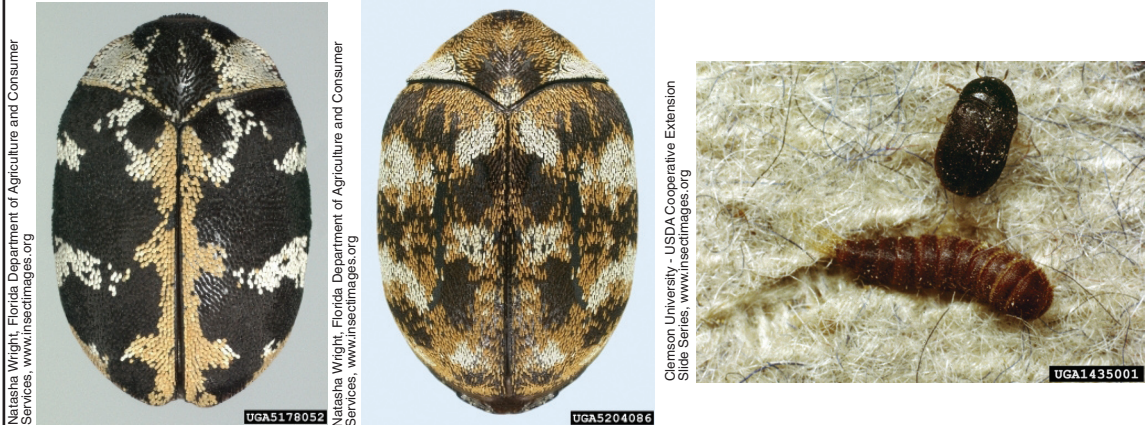 Natasha Wright, Florida Department of Agriculture and Consumer
Services, www.insectimages.org
UGA5178052
Natasha Wright, Florida Department of Agriculture and Consumer
Services, www.insectimages.org
UGA5204086
Clemson University - USDA Cooperative Extension
Slide Series, www.insectimages.org
UGA1435001